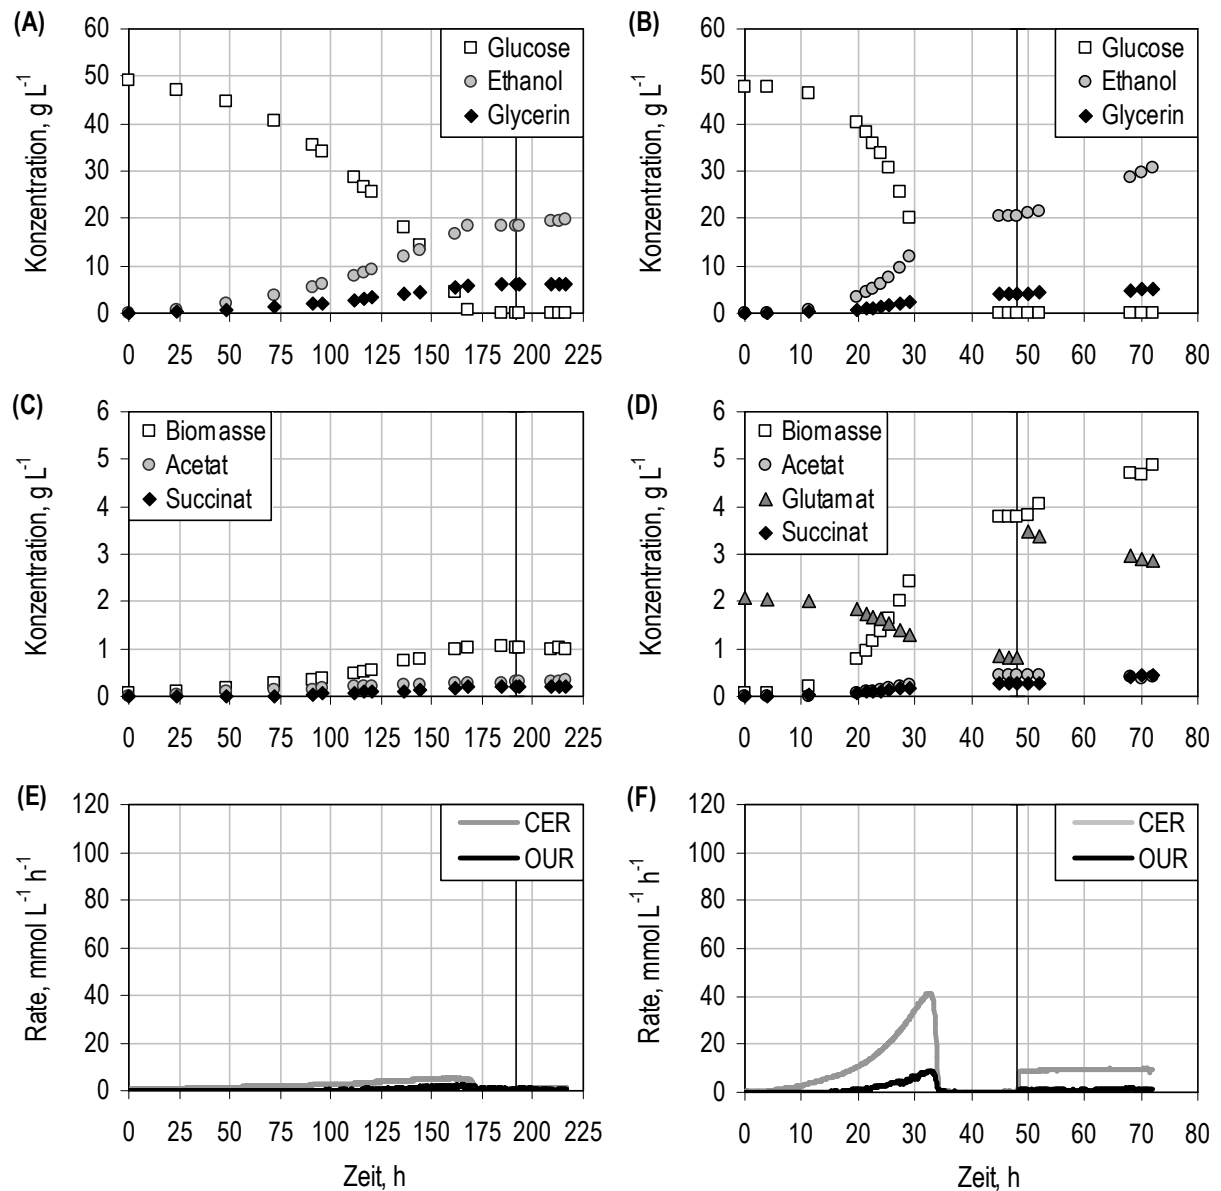 (A)
Konzentration, g L⁻¹
60
50
40
30
20
10
0
Glucose
Ethanol
Glycerin
0 25 50 75 100 125 150 175 200 225
(B)
Konzentration, g L⁻¹
60
50
40
30
20
10
0
Glucose
Ethanol
Glycerin
0 10 20 30 40 50 60 70 80
(C)
Konzentration, g L⁻¹
6
5
4
3
2
1
0
Biomasse
Acetat
Succinat
0 25 50 75 100 125 150 175 200 225
(D)
Konzentration, g L⁻¹
6
5
4
3
2
1
0
Biomasse
Acetat
Glutamat
Succinat
0 10 20 30 40 50 60 70 80
(E)
Rate, mmol L⁻¹ h⁻¹
120
100
80
60
40
20
0
CER
OUR
0 25 50 75 100 125 150 175 200 225
Zeit, h
(F)
Rate, mmol L⁻¹ h⁻¹
120
100
80
60
40
20
0
CER
OUR
0 10 20 30 40 50 60 70 80
Zeit, h